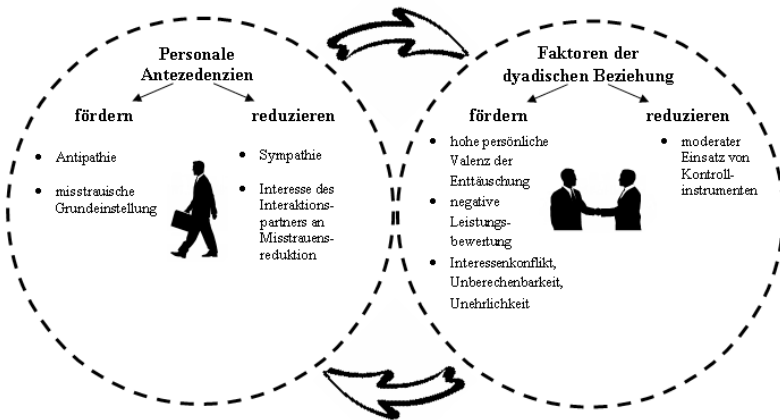 Personale
Antezedenzien
fördern
reduzieren
• Antipathie
• misstrauische
Grundeinstellung
• Sympathie
• Interesse des
Interaktions-
partners an
Misstrauens-
reduktion
Faktoren der
dyadischen Beziehung
fördern
reduzieren
• hohe persönliche
Valenz der
Enttäuschung
• negative
Leistungs-
bewertung
• Interessenkonflikt,
Unberechenbarkeit,
Unehrlichkeit
• moderater
Einsatz von
Kontroll-
instrumenten